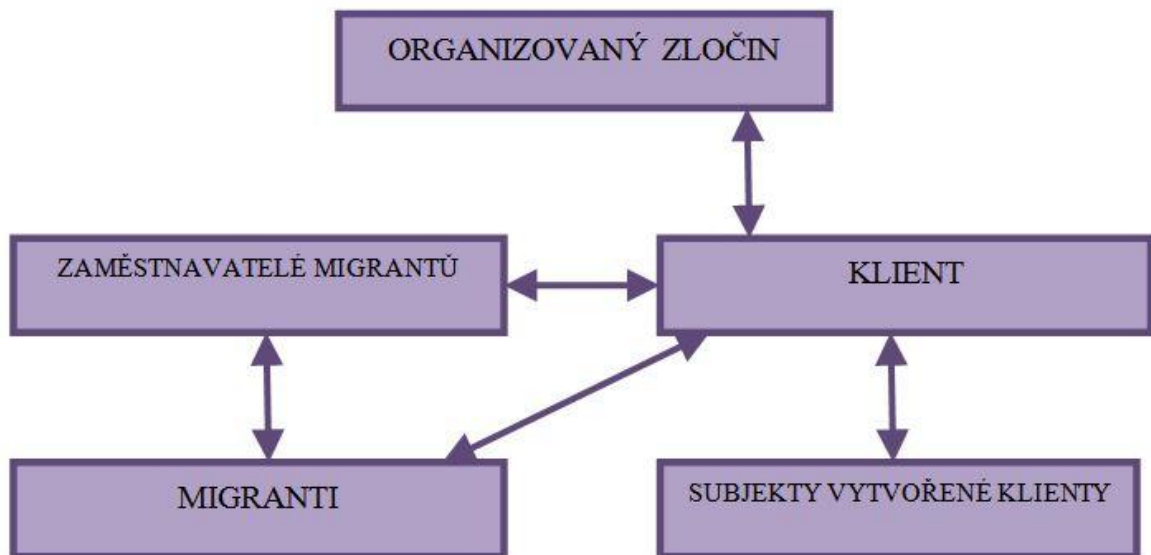 ORGANIZOVANÝ ZLOČIN
ZAMĚSTNAVATELÉ MIGRANTŮ
KLIENT
MIGRANTI
SUBJEKTY VYTVOŘENÉ KLIENTY